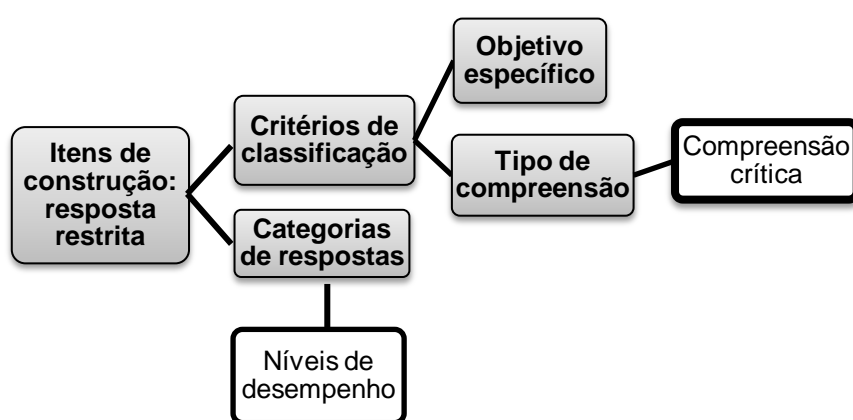 Itens de
construção:
resposta
restrita
Critérios de
classificação
Objetivo
específico
Tipo de
compreensão
Compreensão
crítica
Categorias
de respostas
Níveis de
desempenho